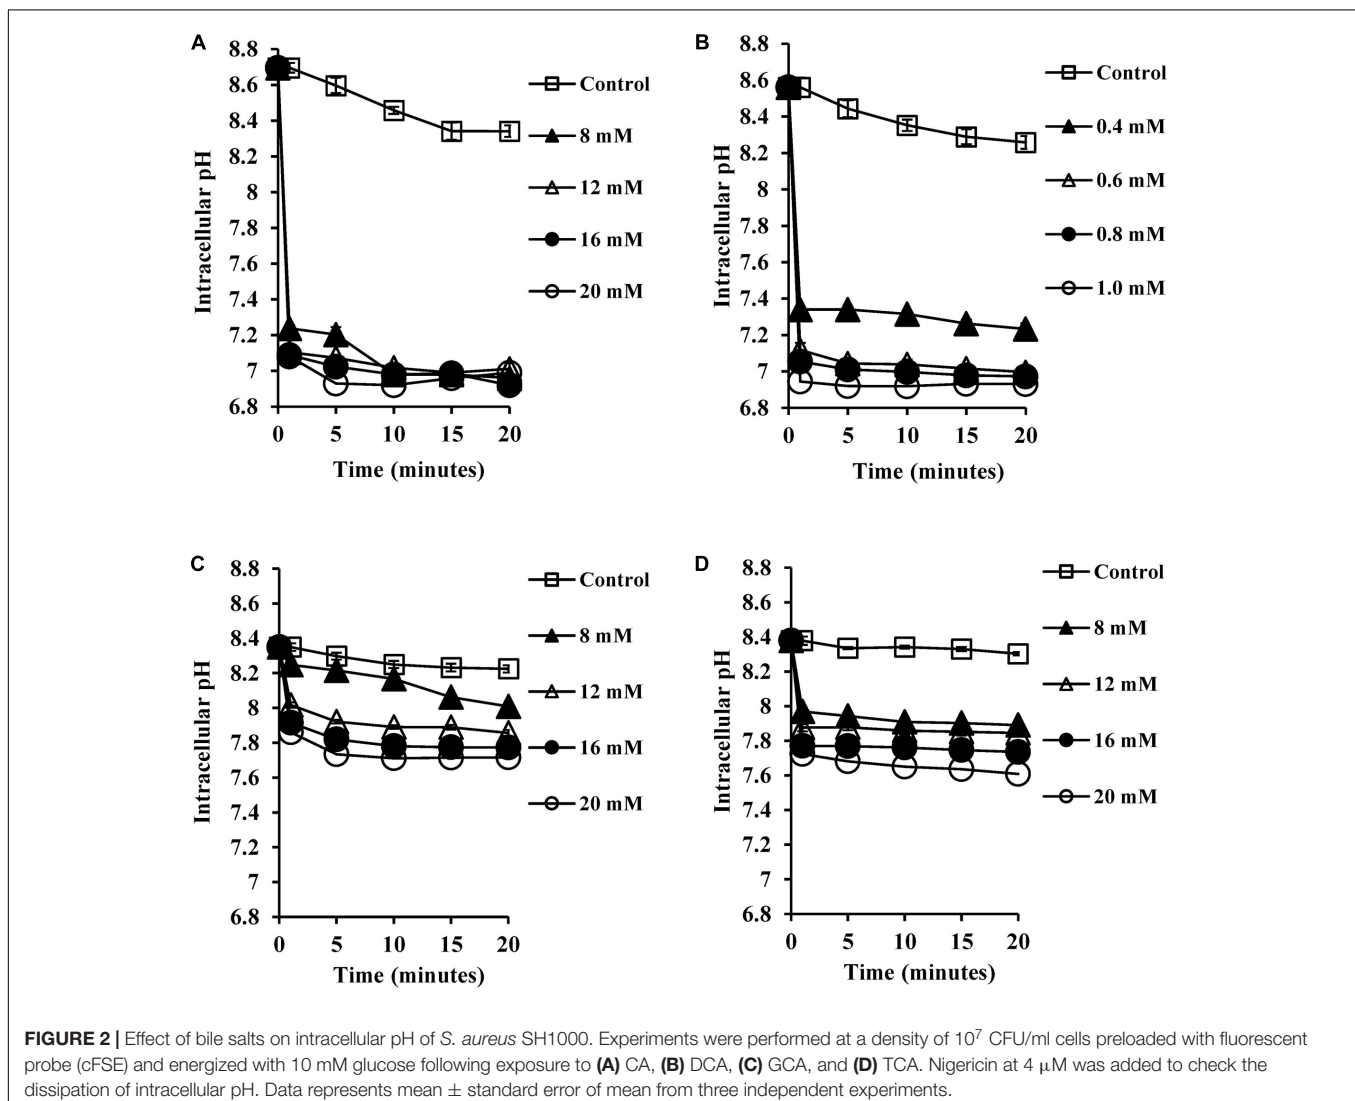 A
8.8
8.6
8.4
8.2
8
7.8
7.6
7.4
7.2
7
6.8
Intracellular pH
0 5 10 15 20
Time (minutes)
Control
8 mM
12 mM
16 mM
20 mM
B
8.8
8.6
8.4
8.2
8
7.8
7.6
7.4
7.2
7
6.8
Intracellular pH
0 5 10 15 20
Time (minutes)
Control
0.4 mM
0.6 mM
0.8 mM
1.0 mM
C
8.8
8.6
8.4
8.2
8
7.8
7.6
7.4
7.2
7
6.8
Intracellular pH
0 5 10 15 20
Time (minutes)
Control
8 mM
12 mM
16 mM
20 mM
D
8.8
8.6
8.4
8.2
8
7.8
7.6
7.4
7.2
7
6.8
Intracellular pH
0 5 10 15 20
Time (minutes)
Control
8 mM
12 mM
16 mM
20 mM
FIGURE 2 | Effect of bile salts on intracellular pH of S. aureus SH1000. Experiments were performed at a density of 10⁷ CFU/ml cells preloaded with fluorescent
probe (cFSE) and energized with 10 mM glucose following exposure to (A) CA, (B) DCA, (C) GCA, and (D) TCA. Nigericin at 4 μM was added to check the
dissipation of intracellular pH. Data represents mean ± standard error of mean from three independent experiments.